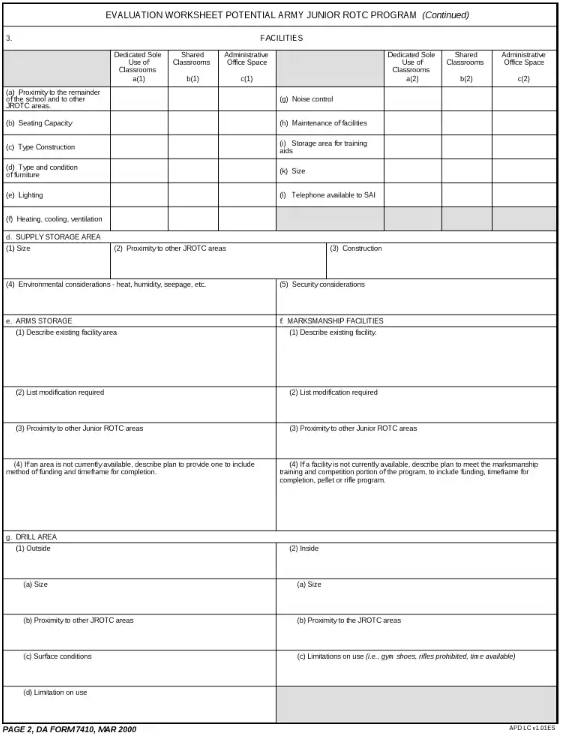 EVALUATION WORKSHEET POTENTIAL ARMY JUNIOR ROTC PROGRAM (Continued)
3. FACILITIES
Dedicated Sole
Use of
Classrooms
a(1)
Shared
Classrooms
b(1)
Administrative
Office Space
c(1)
Dedicated Sole
Use of
Classrooms
a(2)
Shared
Classrooms
b(2)
Administrative
Office Space
c(2)
(a) Proximity to the remainder
of the school and to other
JROTC areas.
(g) Noise control
(b) Seating Capacity
(h) Maintenance of facilities
(c) Type Construction
(i) Storage area for training
aids
(d) Type and condition
of furniture
(k) Size
(e) Lighting
(l) Telephone available to SAI
(f) Heating, cooling, ventilation
d. SUPPLY STORAGE AREA
(1) Size
(2) Proximity to other JROTC areas
(3) Construction
(4) Environmental considerations - heat, humidity, seepage, etc.
(5) Security considerations
e. ARMS STORAGE
f. MARKSMANSHIP FACILITIES
(1) Describe existing facility area
(1) Describe existing facility.
(2) List modification required
(2) List modification required
(3) Proximity to other Junior ROTC areas
(3) Proximity to other Junior ROTC areas
(4) If an area is not currently available, describe plan to provide one to include
method of funding and timeframe for completion.
(4) If a facility is not currently available, describe plan to meet the marksmanship
training and competition portion of the program, to include funding, timeframe for
completion, pellet or rifle program.
g. DRILL AREA
(1) Outside
(2) Inside
(a) Size
(a) Size
(b) Proximity to other JROTC areas
(b) Proximity to the JROTC areas
(c) Surface conditions
(c) Limitations on use (i.e., gym shoes, rifles prohibited, time available)
(d) Limitation on use
PAGE 2, DA FORM 7410, MAR 2000
APD LC v1.01ES